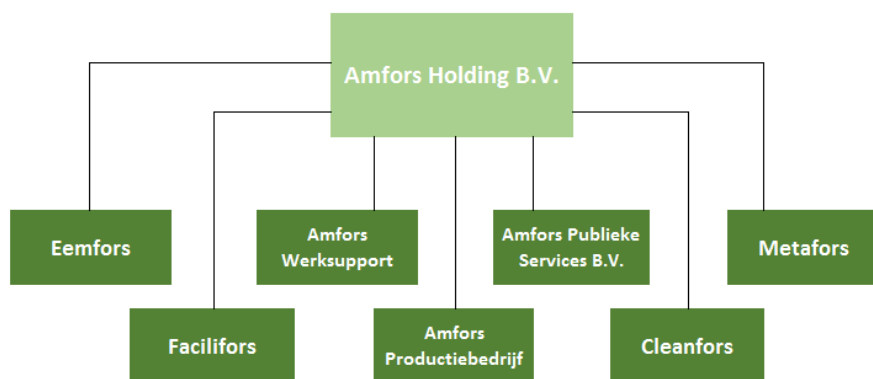 Amfors Holding B.V.
Eemfors
Amfors
Werksupport
Amfors Publieke
Services B.V.
Metafors
Facilifors
Amfors
Productiebedrijf
Cleanfors